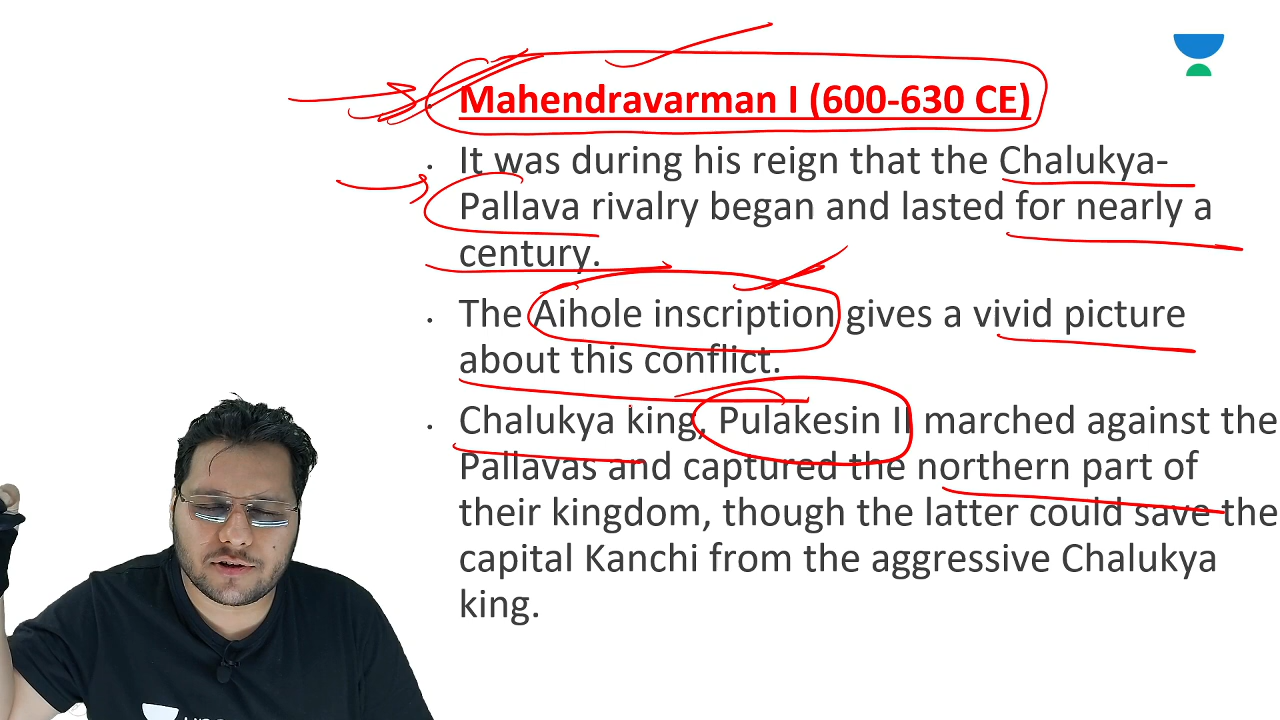 Mahendravarman I (600-630 CE)
• It was during his reign that the Chalukya-
Pallava rivalry began and lasted for nearly a
century.
• The Aihole inscription gives a vivid picture
about this conflict.
• Chalukya king, Pulakesin II marched against the
Pallavas and captured the northern part of
their kingdom, though the latter could save the
capital Kanchi from the aggressive Chalukya
king.